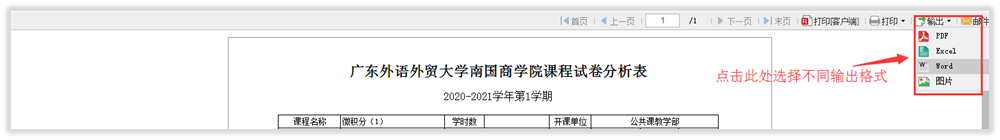 首页 上一页 1 /1 下一页 末页 打印[客户端] 打印 输出 邮件
PDF
Excel
Word
图片
点击此处选择不同输出格式
广东外语外贸大学南国商学院课程试卷分析表
2020-2021学年第1学期
课程名称 微积分（1） 学时数 开课单位 公共课教学部